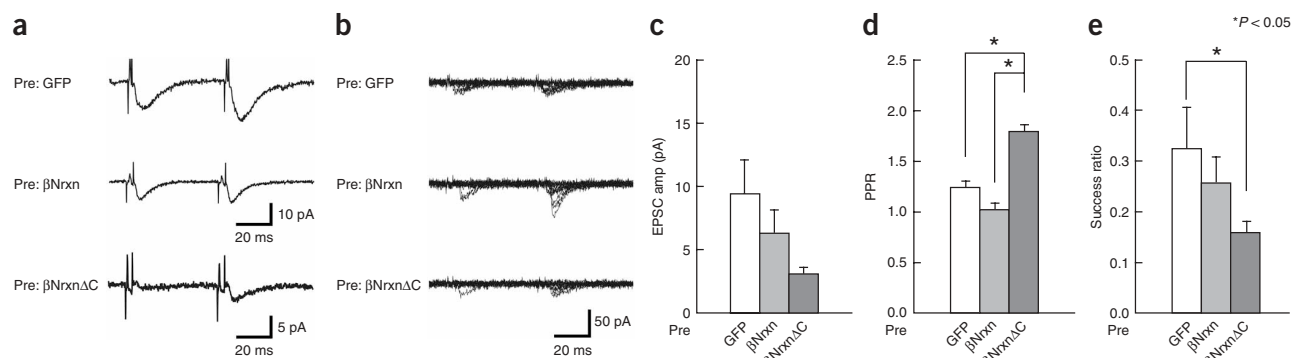 a
Pre: GFP
Pre: βNrxn
10 pA
20 ms
Pre: βNrxnΔC
5 pA
20 ms
b
Pre: GFP
Pre: βNrxn
Pre: βNrxnΔC
50 pA
20 ms
c
20
15
10
5
0
EPSC amp (pA)
Pre
GFP
βNrxn
βNrxnΔC
d
2.5
2.0
1.5
1.0
0.5
0.0
PPR
*
*
Pre
GFP
βNrxn
βNrxnΔC
e
*P < 0.05
0.5
0.4
0.3
0.2
0.1
0.0
Success ratio
*
Pre
GFP
βNrxn
βNrxnΔC